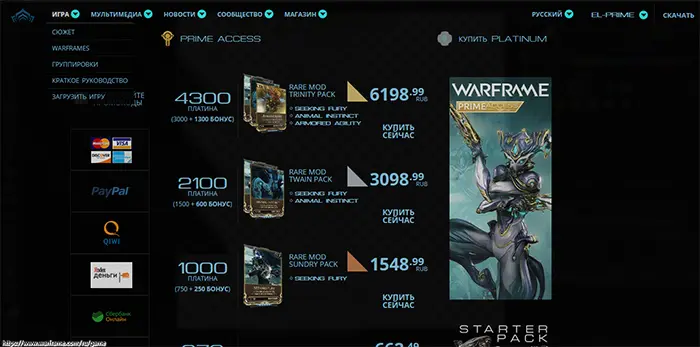 ИГРА
МУЛЬТИМЕДИА
НОВОСТИ
СООБЩЕСТВО
МАГАЗИН
РУССКИЙ
EL-PRIME
СКАЧАТЬ
СЮЖЕТ
WARFRAMES
ГРУППИРОВКИ
КРАТКОЕ РУКОВОДСТВО
ЗАГРУЗИТЬ ИГРУ
PRIME ACCESS
КУПИТЬ PLATINUM
VISA
DISCOVER
PayPal
QIWI
деньги
Сбербанк
Онлайн
4300
ПЛАТИНА
(3000 + 1300 БОНУС)
RARE MOD
TRINITY PACK
SEEKING FURY
ANIMAL INSTINCT
ARMORED AGILITY
6198.99
RUB
КУПИТЬ
СЕЙЧАС
2100
ПЛАТИНА
(1500 + 600 БОНУС)
RARE MOD
TWAIN PACK
SEEKING FURY
ANIMAL INSTINCT
3098.99
RUB
КУПИТЬ
СЕЙЧАС
1000
ПЛАТИНА
(750 + 250 БОНУС)
RARE MOD
SUNDRY PACK
SEEKING FURY
1548.99
RUB
КУПИТЬ
СЕЙЧАС
WARFRAME
PRIME ACCESS
STARTER
PACK
https://www.warframe.com/ru/game